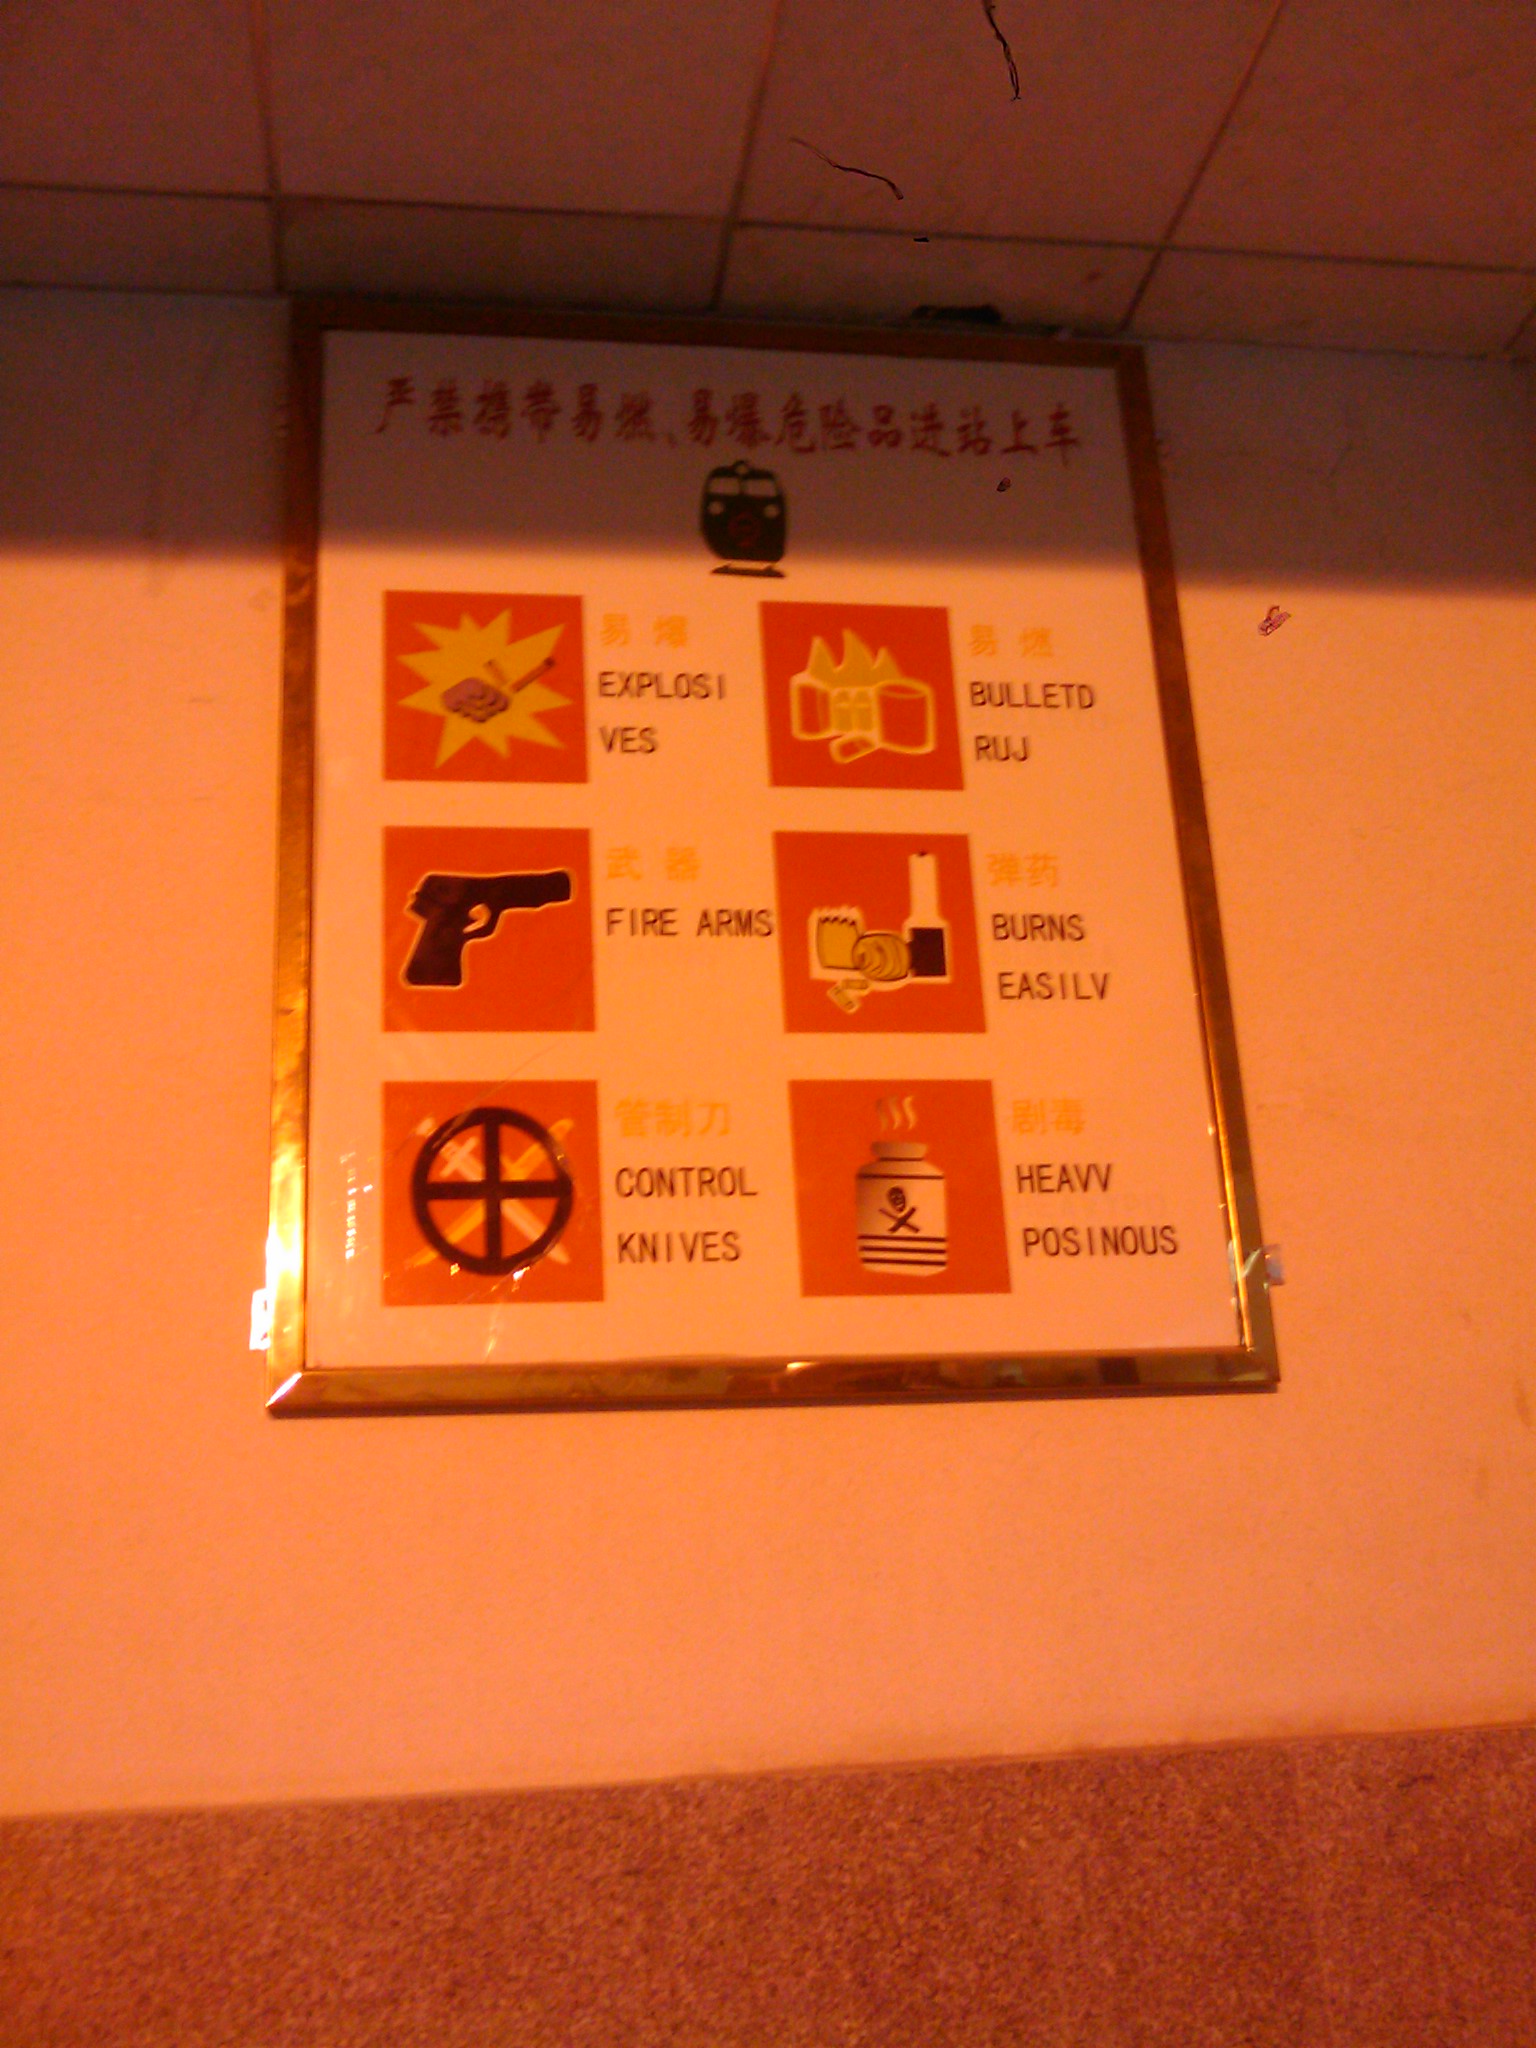 严禁携带易燃、易爆危险品进站上车
易爆
EXPLOSI
VES
易燃
BULLETD
RUJ
武器
FIRE ARMS
弹药
BURNS
EASILV
管制刀
CONTROL
KNIVES
剧毒
HEAVV
POSINOUS